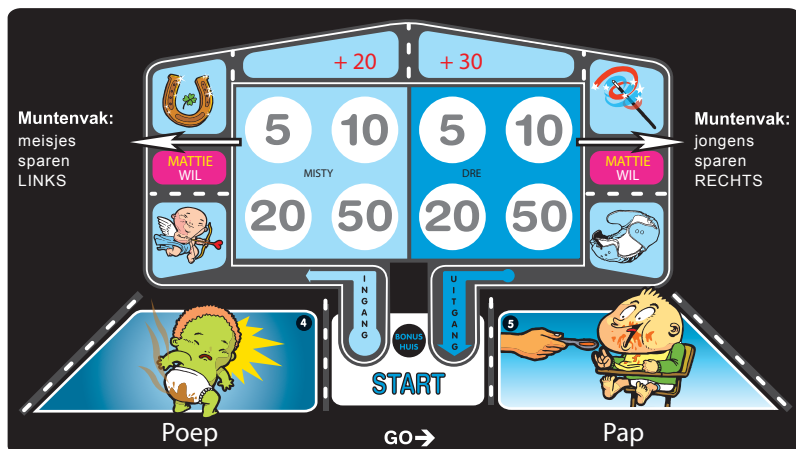 + 20
+ 30
Muntenvak:
meisjes
sparen
LINKS
MATTIE
WIL
5 10
20 50
MISTY
5 10
20 50
DRE
MATTIE
WIL
Muntenvak:
jongens
sparen
RECHTS
INGANG
UITGANG
4
BONUS
HUIS
5
START
Poep
GO→
Pap